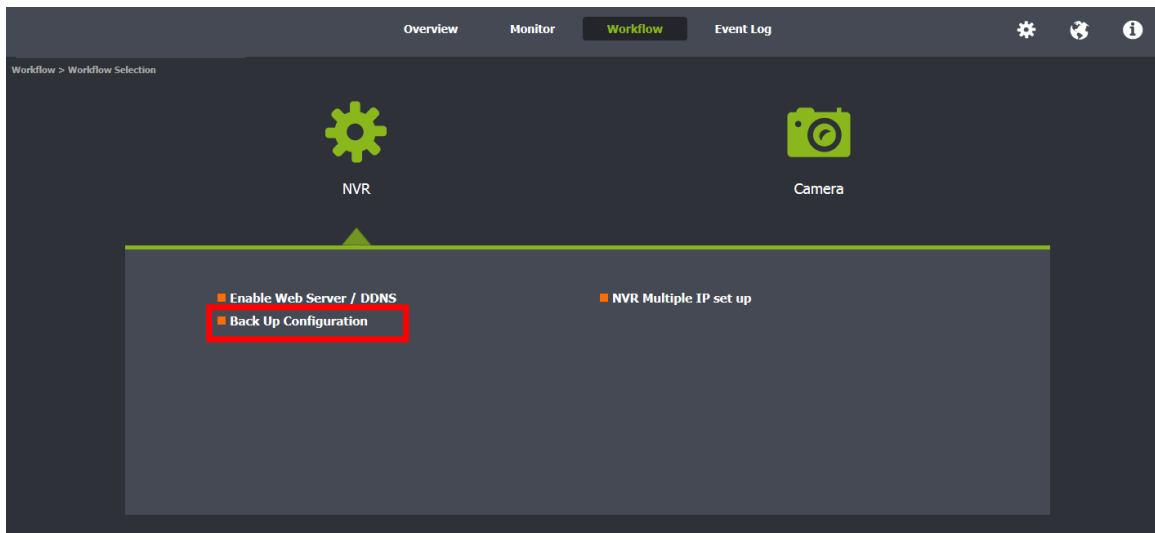 Overview Monitor Workflow Event Log
Workflow > Workflow Selection
NVR Camera
Enable Web Server / DDNS NVR Multiple IP set up
Back Up Configuration